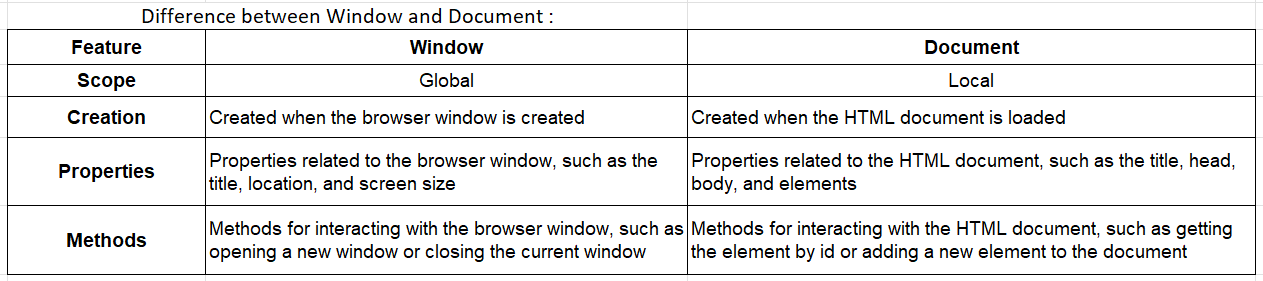 Difference between Window and Document :
Feature Window Document
Scope Global Local
Creation Created when the browser window is created Created when the HTML document is loaded
Properties
Properties related to the browser window, such as the
title, location, and screen size
Properties related to the HTML document, such as the title, head,
body, and elements
Methods
Methods for interacting with the browser window, such as
opening a new window or closing the current window
Methods for interacting with the HTML document, such as getting
the element by id or adding a new element to the document